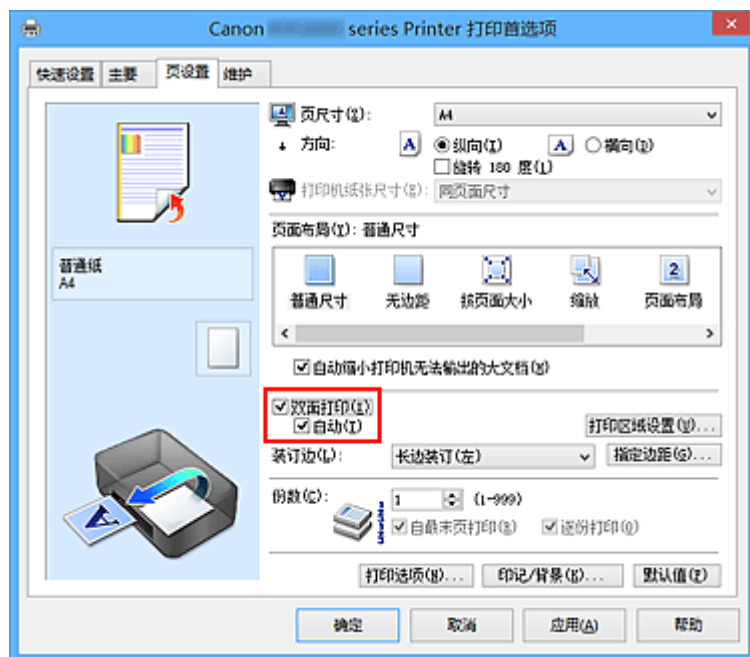 Canon series Printer 打印首选项
快速设置 主要 页设置 维护
页尺寸(Z): A4
方向: A 纵向(I) A 横向(D)
旋转 180 度(L)
打印机纸张尺寸(E): 同页面尺寸
页面布局(Y): 普通尺寸
普通纸
A4
普通尺寸 无边距 按页面大小 缩放 页面布局
自动缩小打印机无法输出的大文档(X)
双面打印(X)
自动(T)
打印区域设置(U)...
装订边(L): 长边装订(左) 指定边距(G)...
份数(C): 1 (1-999)
自最末页打印(R) 逐份打印(O)
打印选项(N)... 印记/背景(B)... 默认值(F)
确定 取消 应用(A) 帮助